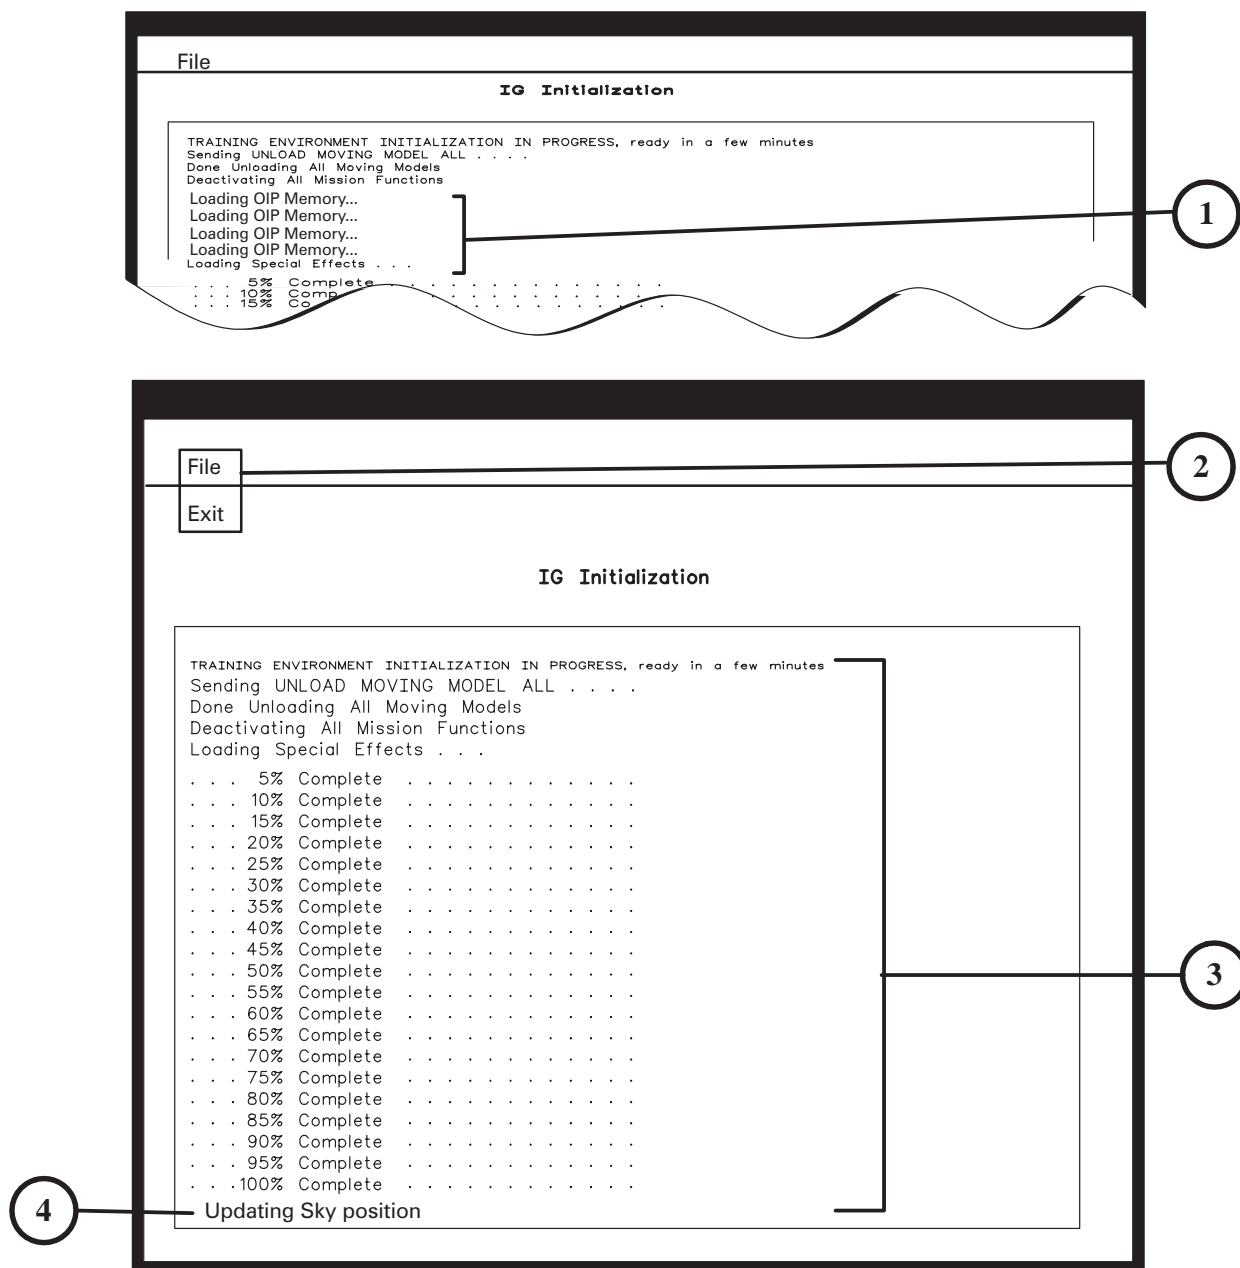 File
IG Initialization
TRAINING ENVIRONMENT INITIALIZATION IN PROGRESS, ready in a few minutes
Sending UNLOAD MOVING MODEL ALL . . . .
Done Unloading All Moving Models
Deactivating All Mission Functions
Loading OIP Memory...
Loading OIP Memory...
Loading OIP Memory...
Loading OIP Memory...
Loading Special Effects . . .
. . . 5% Complete . . . . . . . . . . . .
. . . 10% Comp . . . . . . . . . .
. . . 15% Co . . . . . . . . . .
1
File
2
Exit
IG Initialization
TRAINING ENVIRONMENT INITIALIZATION IN PROGRESS, ready in a few minutes
Sending UNLOAD MOVING MODEL ALL . . . .
Done Unloading All Moving Models
Deactivating All Mission Functions
Loading Special Effects . . .
. . . 5% Complete . . . . . . . . . . . .
. . . 10% Complete . . . . . . . . . . . .
. . . 15% Complete . . . . . . . . . . . .
. . . 20% Complete . . . . . . . . . . . .
. . . 25% Complete . . . . . . . . . . . .
. . . 30% Complete . . . . . . . . . . . .
. . . 35% Complete . . . . . . . . . . . .
. . . 40% Complete . . . . . . . . . . . .
. . . 45% Complete . . . . . . . . . . . .
. . . 50% Complete . . . . . . . . . . . .
. . . 55% Complete . . . . . . . . . . . .
. . . 60% Complete . . . . . . . . . . . .
. . . 65% Complete . . . . . . . . . . . .
. . . 70% Complete . . . . . . . . . . . .
. . . 75% Complete . . . . . . . . . . . .
. . . 80% Complete . . . . . . . . . . . .
. . . 85% Complete . . . . . . . . . . . .
. . . 90% Complete . . . . . . . . . . . .
. . . 95% Complete . . . . . . . . . . . .
. . . 100% Complete . . . . . . . . . . . .
3
4
Updating Sky position